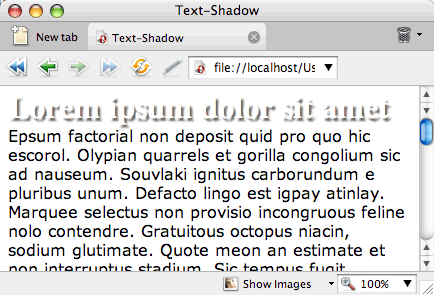 Text-Shadow
New tab
Text-Shadow
file://localhost/Us
Lorem ipsum dolor sit amet
Epsum factorial non deposit quid pro quo hic
escorol. Olypian quarrels et gorilla congolium sic
ad nauseum. Souvlaki ignitus carborundum e
pluribus unum. Defacto lingo est igpay atinlay.
Marquee selectus non provisio incongruous feline
nolo contendre. Gratuitous octopus niacin,
sodium glutimate. Quote meon an estimate et
non interruptus stadium. Sic tempus fugit
Show Images
100%